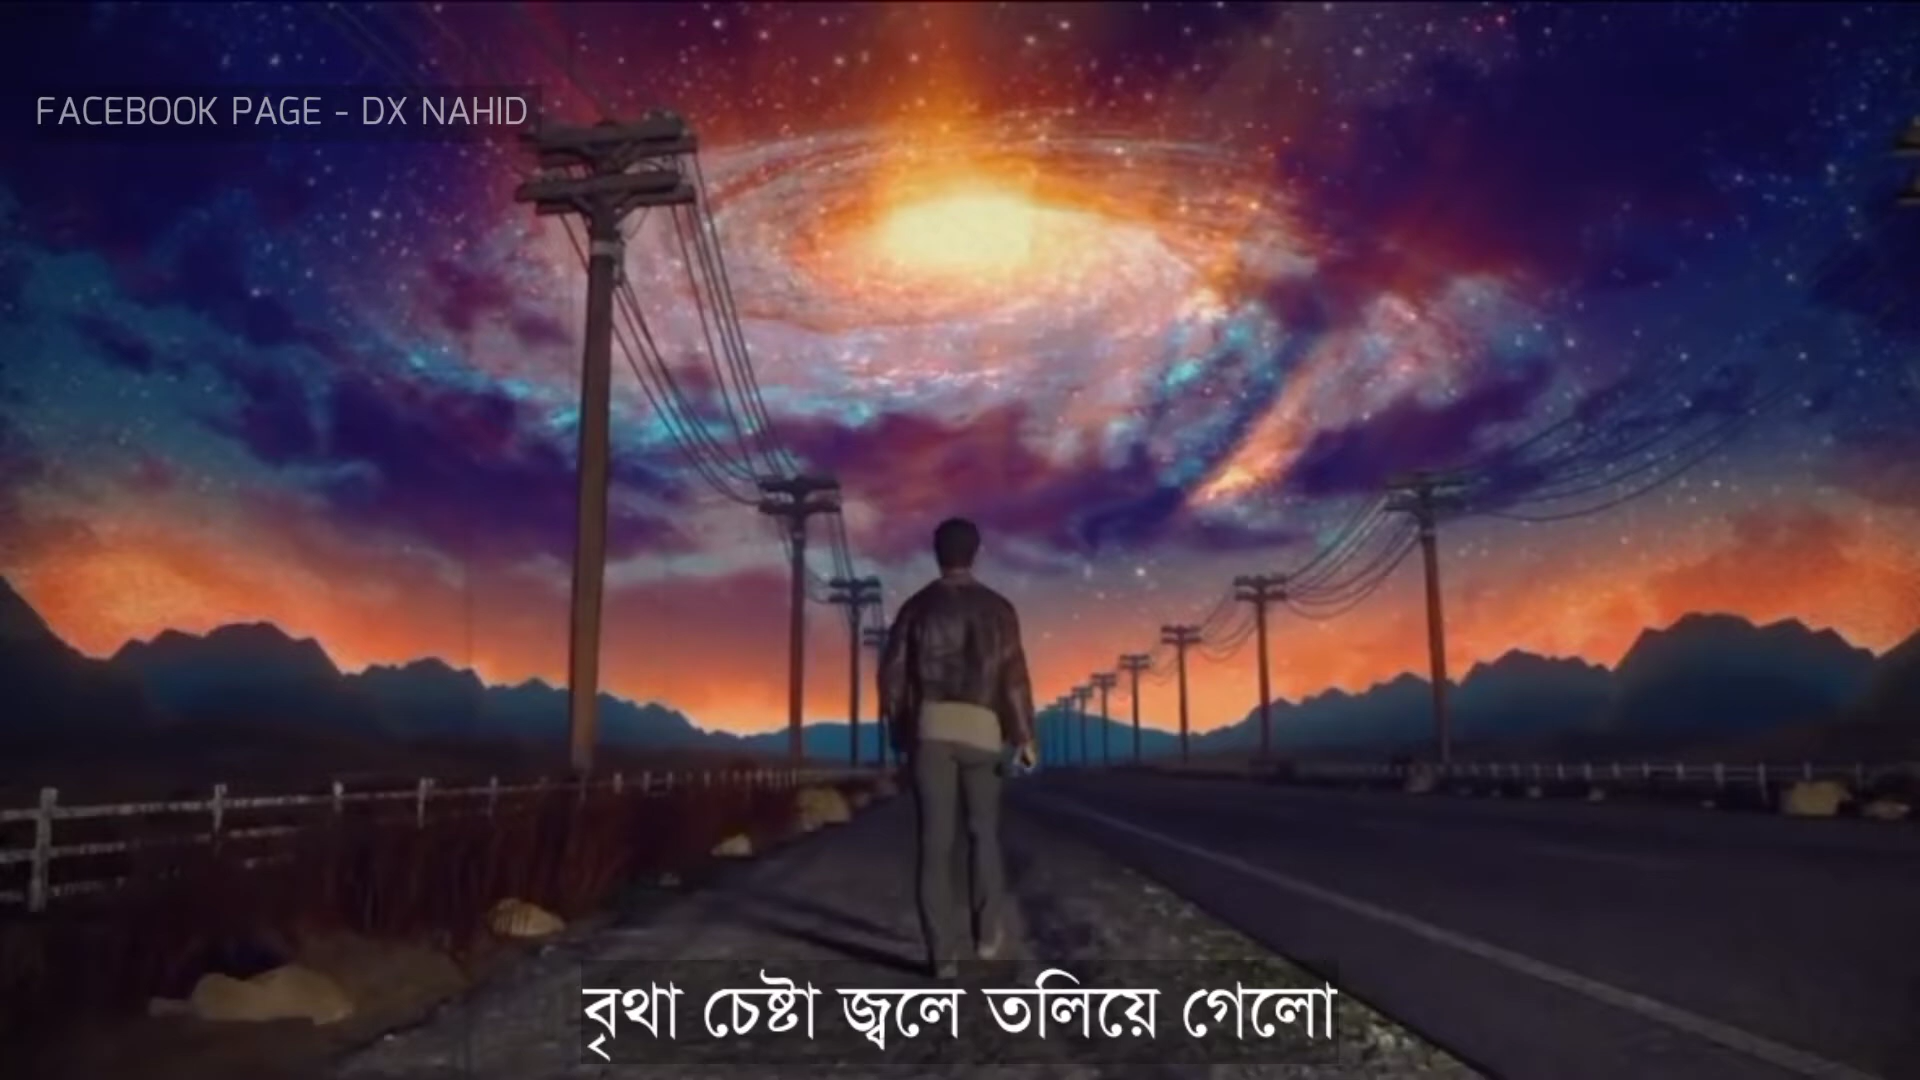 FACEBOOK PAGE - DX NAHID
বৃথা চেষ্টা জ্বলে তলিয়ে গেলো